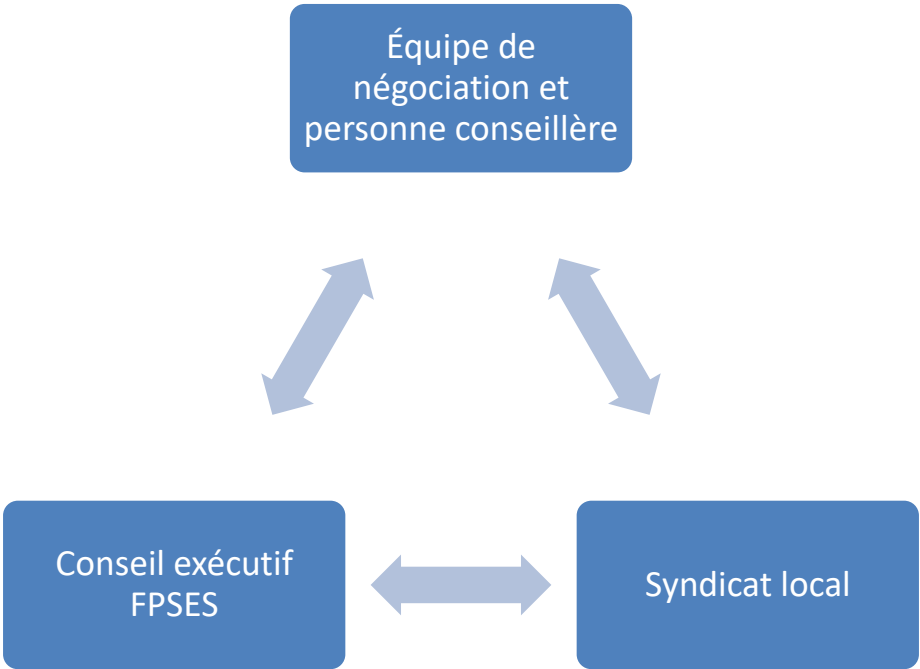 Équipe de
négociation et
personne conseillère
Conseil exécutif
FPSES
Syndicat local